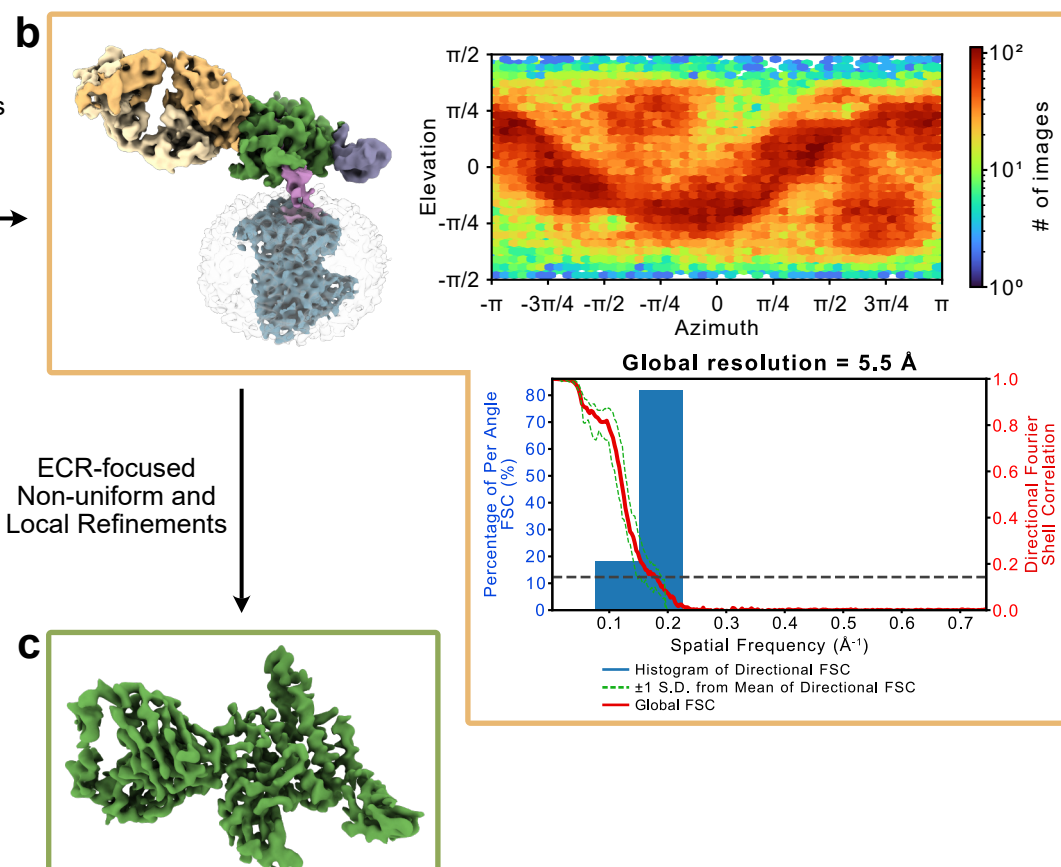 b
s
π/2
π/4
0
-π/4
-π/2
Elevation
-π
-3π/4
-π/2
-π/4
0
π/4
π/2
3π/4
π
Azimuth
10²
10¹
10⁰
# of images
Global resolution = 5.5 Å
80
70
60
50
40
30
20
10
0
Percentage of Per Angle
FSC (%)
1.0
0.8
0.6
0.4
0.2
0.0
Directional Fourier
Shell Correlation
0.1
0.2
0.3
0.4
0.5
0.6
0.7
Spatial Frequency (Å⁻¹)
Histogram of Directional FSC
±1 S.D. from Mean of Directional FSC
Global FSC
ECR-focused
Non-uniform and
Local Refinements
c